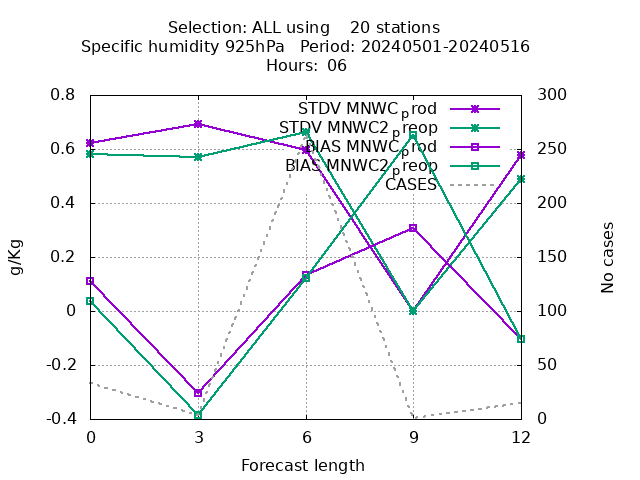 Selection: ALL using 20 stations
Specific humidity 925hPa Period: 20240501-20240516
Hours: 06
0.8
0.6
0.4
0.2
0
-0.2
-0.4
g/Kg
STDV MNWC_prod
STDV MNWC2_preop
BIAS MNWC_prod
BIAS MNWC2_preop
CASES
300
250
200
150
100
50
0
No cases
0 3 6 9 12
Forecast length